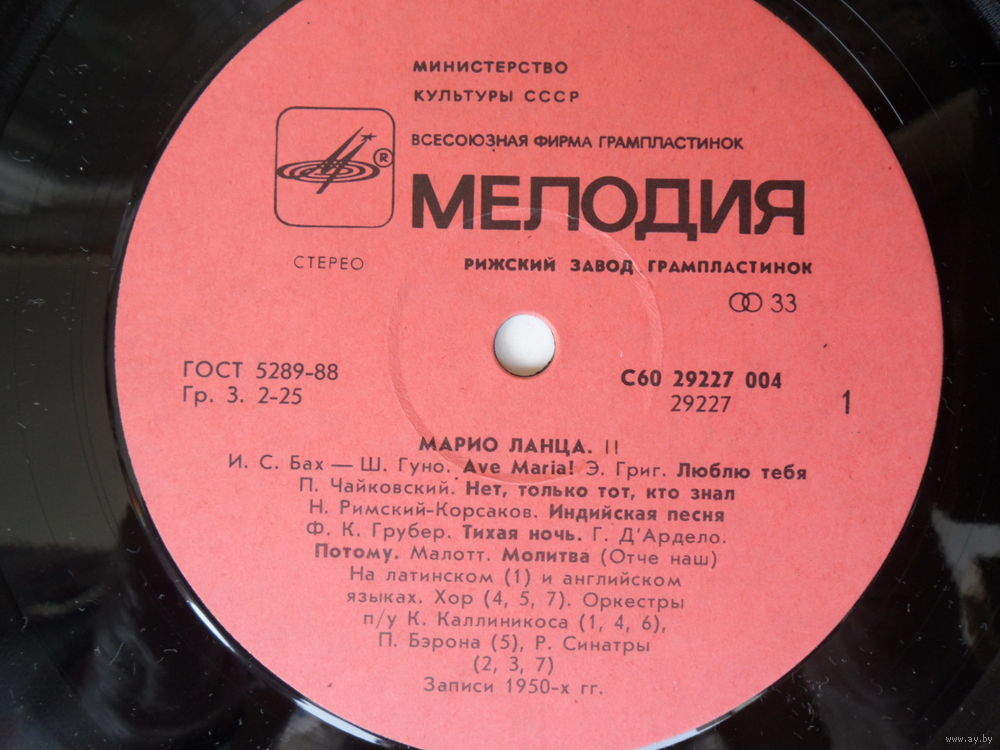 МИНИСТЕРСТВО
КУЛЬТУРЫ СССР
ВСЕСОЮЗНАЯ ФИРМА ГРАМПЛАСТИНОК
®
МЕЛОДИЯ
СТЕРЕО
РИЖСКИЙ ЗАВОД ГРАМПЛАСТИНОК
33
ГОСТ 5289-88
Гр. 3. 2-25
С60 29227 004
29227
1
МАРИО ЛАНЦА. II
И. С. Бах — Ш. Гуно. Ave Maria! Э. Григ. Люблю тебя
П. Чайковский. Нет, только тот, кто знал
Н. Римский-Корсаков. Индийская песня
Ф. К. Грубер. Тихая ночь. Г. Д'Ардело.
Потому. Малотт. Молитва (Отче наш)
На латинском (1) и английском
языках. Хор (4, 5, 7). Оркестры
п/у К. Каллиникоса (1, 4, 6),
П. Бэрона (5), Р. Синатры
(2, 3, 7)
Записи 1950-х гг.
www.ay.by